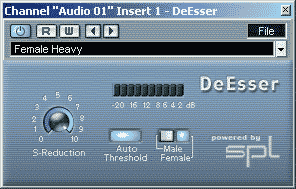 Channel "Audio 01" Insert 1 - DeEsser
R W File
Female Heavy
DeEsser
-20 16 12 8 6 4 2 dB
0 1 2 3 4 5 6 7 8 9 10
S-Reduction
Auto Threshold
Male
Female
powered by
spl